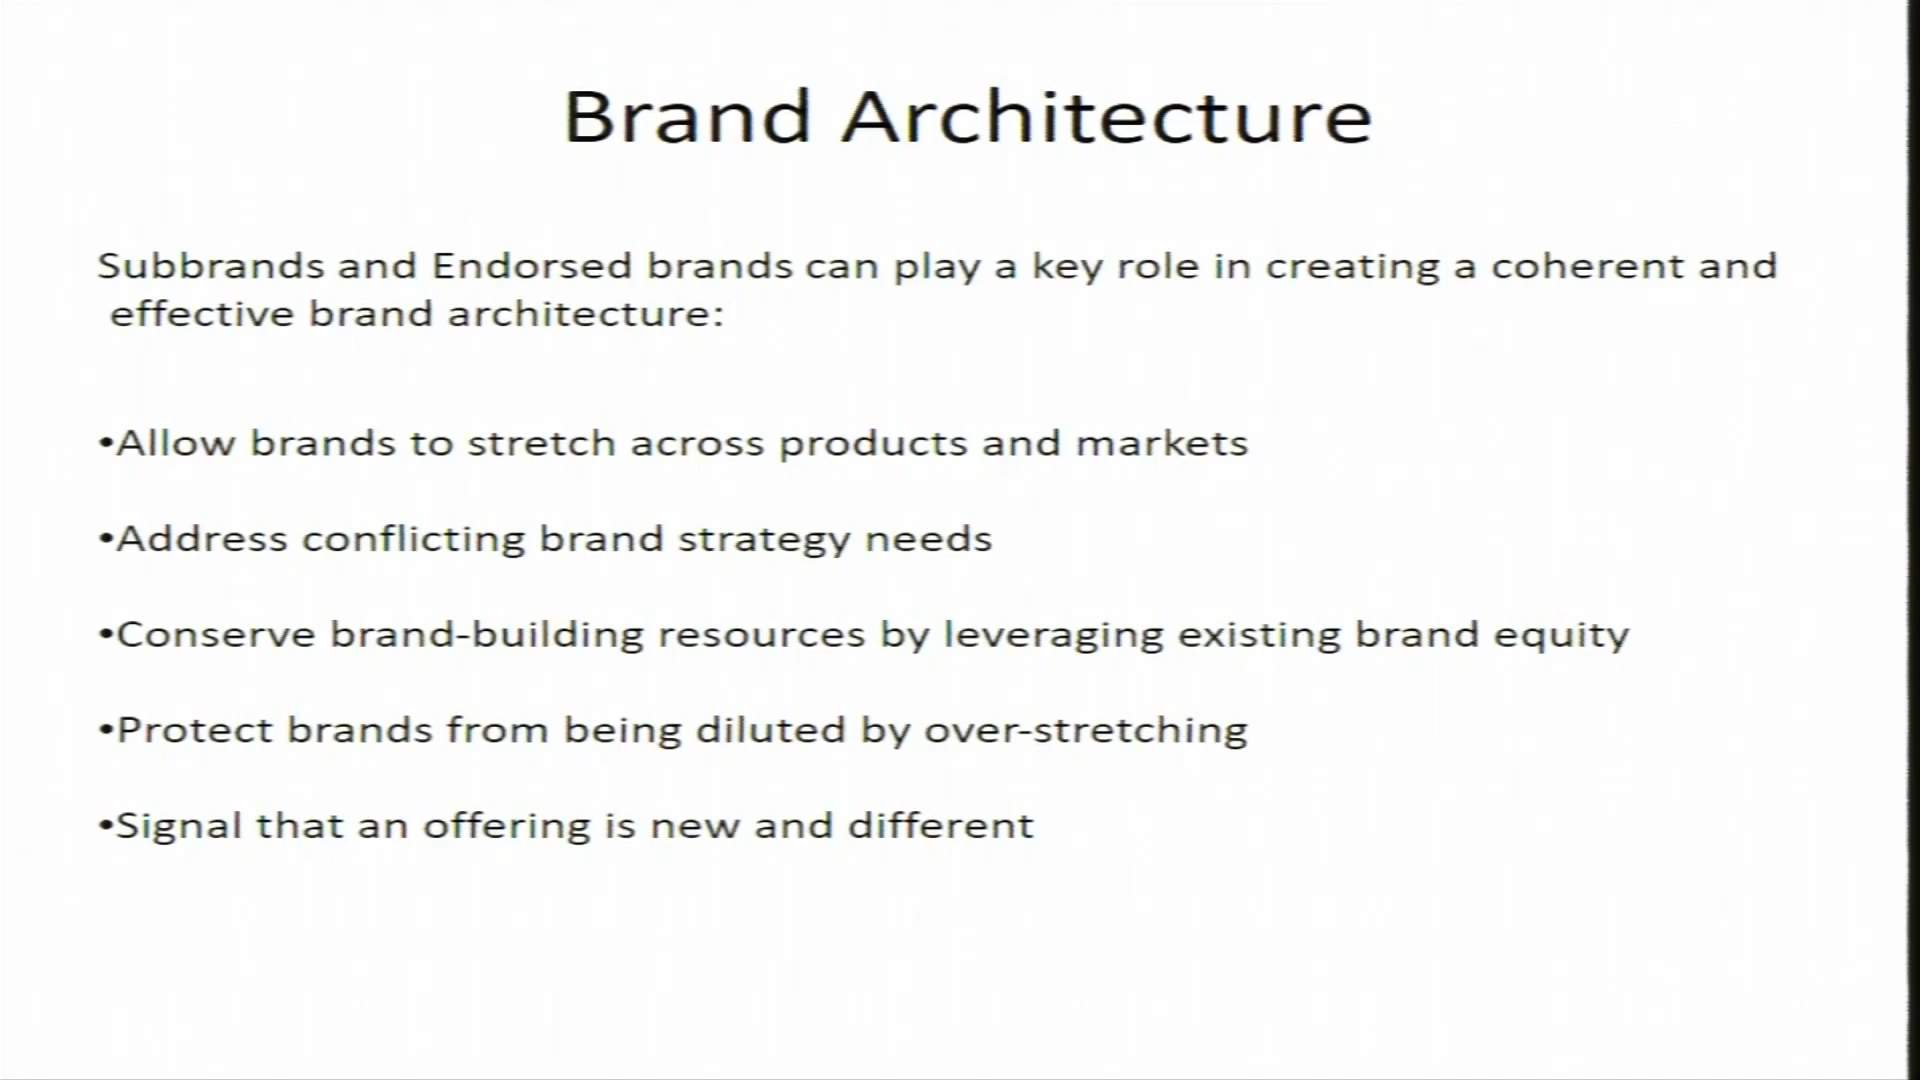 Brand Architecture
Subbrands and Endorsed brands can play a key role in creating a coherent and
effective brand architecture:
•Allow brands to stretch across products and markets
•Address conflicting brand strategy needs
•Conserve brand-building resources by leveraging existing brand equity
•Protect brands from being diluted by over-stretching
•Signal that an offering is new and different